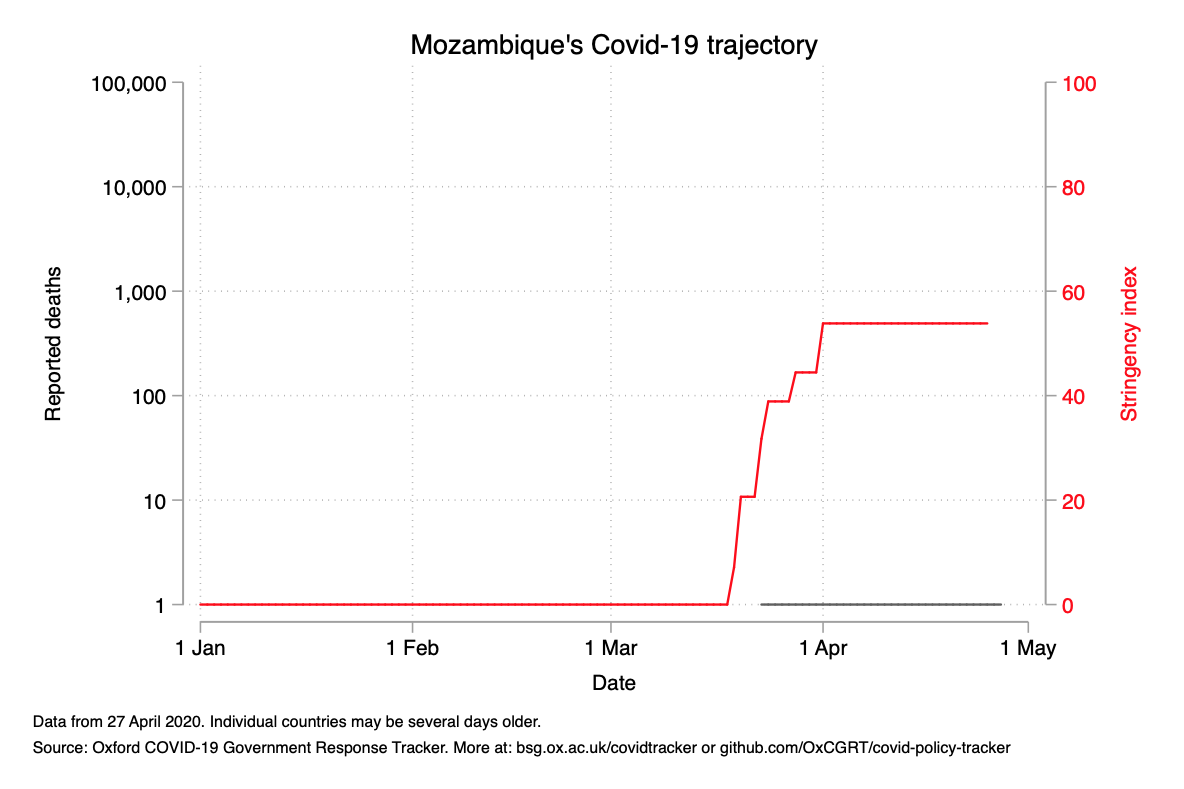 Mozambique's Covid-19 trajectory
100,000
10,000
1,000
100
10
1
Reported deaths
100
80
60
40
20
0
Stringency index
1 Jan
1 Feb
1 Mar
1 Apr
1 May
Date
Data from 27 April 2020. Individual countries may be several days older.
Source: Oxford COVID-19 Government Response Tracker. More at: bsg.ox.ac.uk/covidtracker or github.com/OxCGRT/covid-policy-tracker